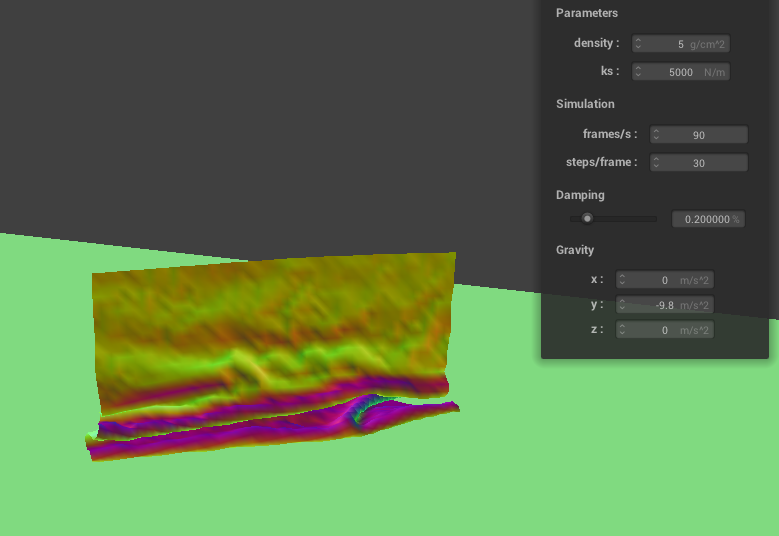 Parameters
density : 5 g/cm^2
ks : 5000 N/m
Simulation
frames/s : 90
steps/frame : 30
Damping
0.200000 %
Gravity
x : 0 m/s^2
y : -9.8 m/s^2
z : 0 m/s^2